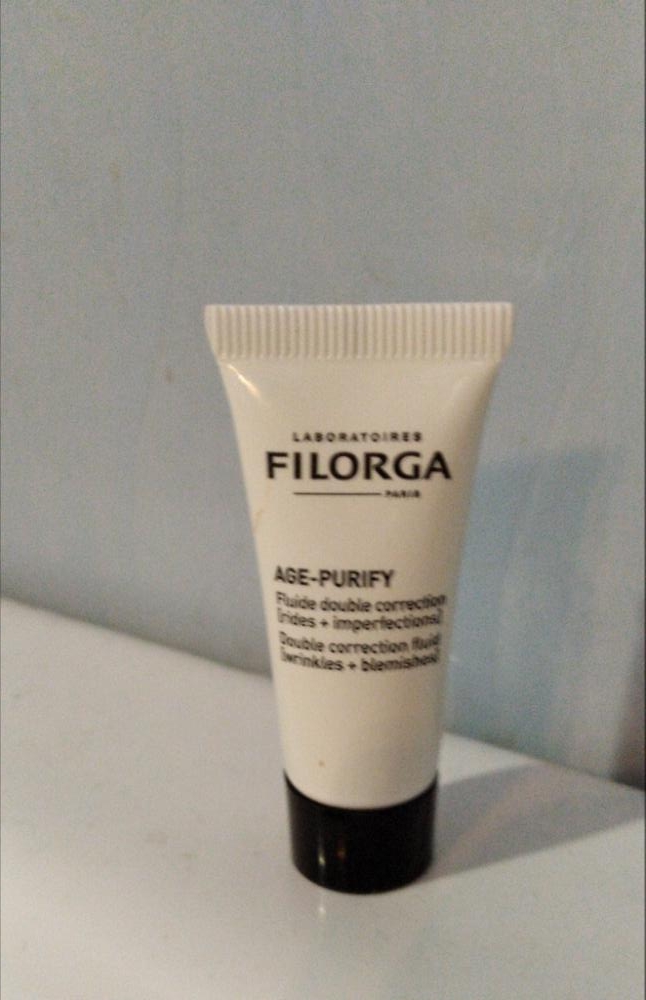 LABORATOIRES
FILORGA
PARIS
AGE-PURIFY
Fluide double correction
[rides + imperfections]
Double correction fluid
[wrinkles + blemishes]